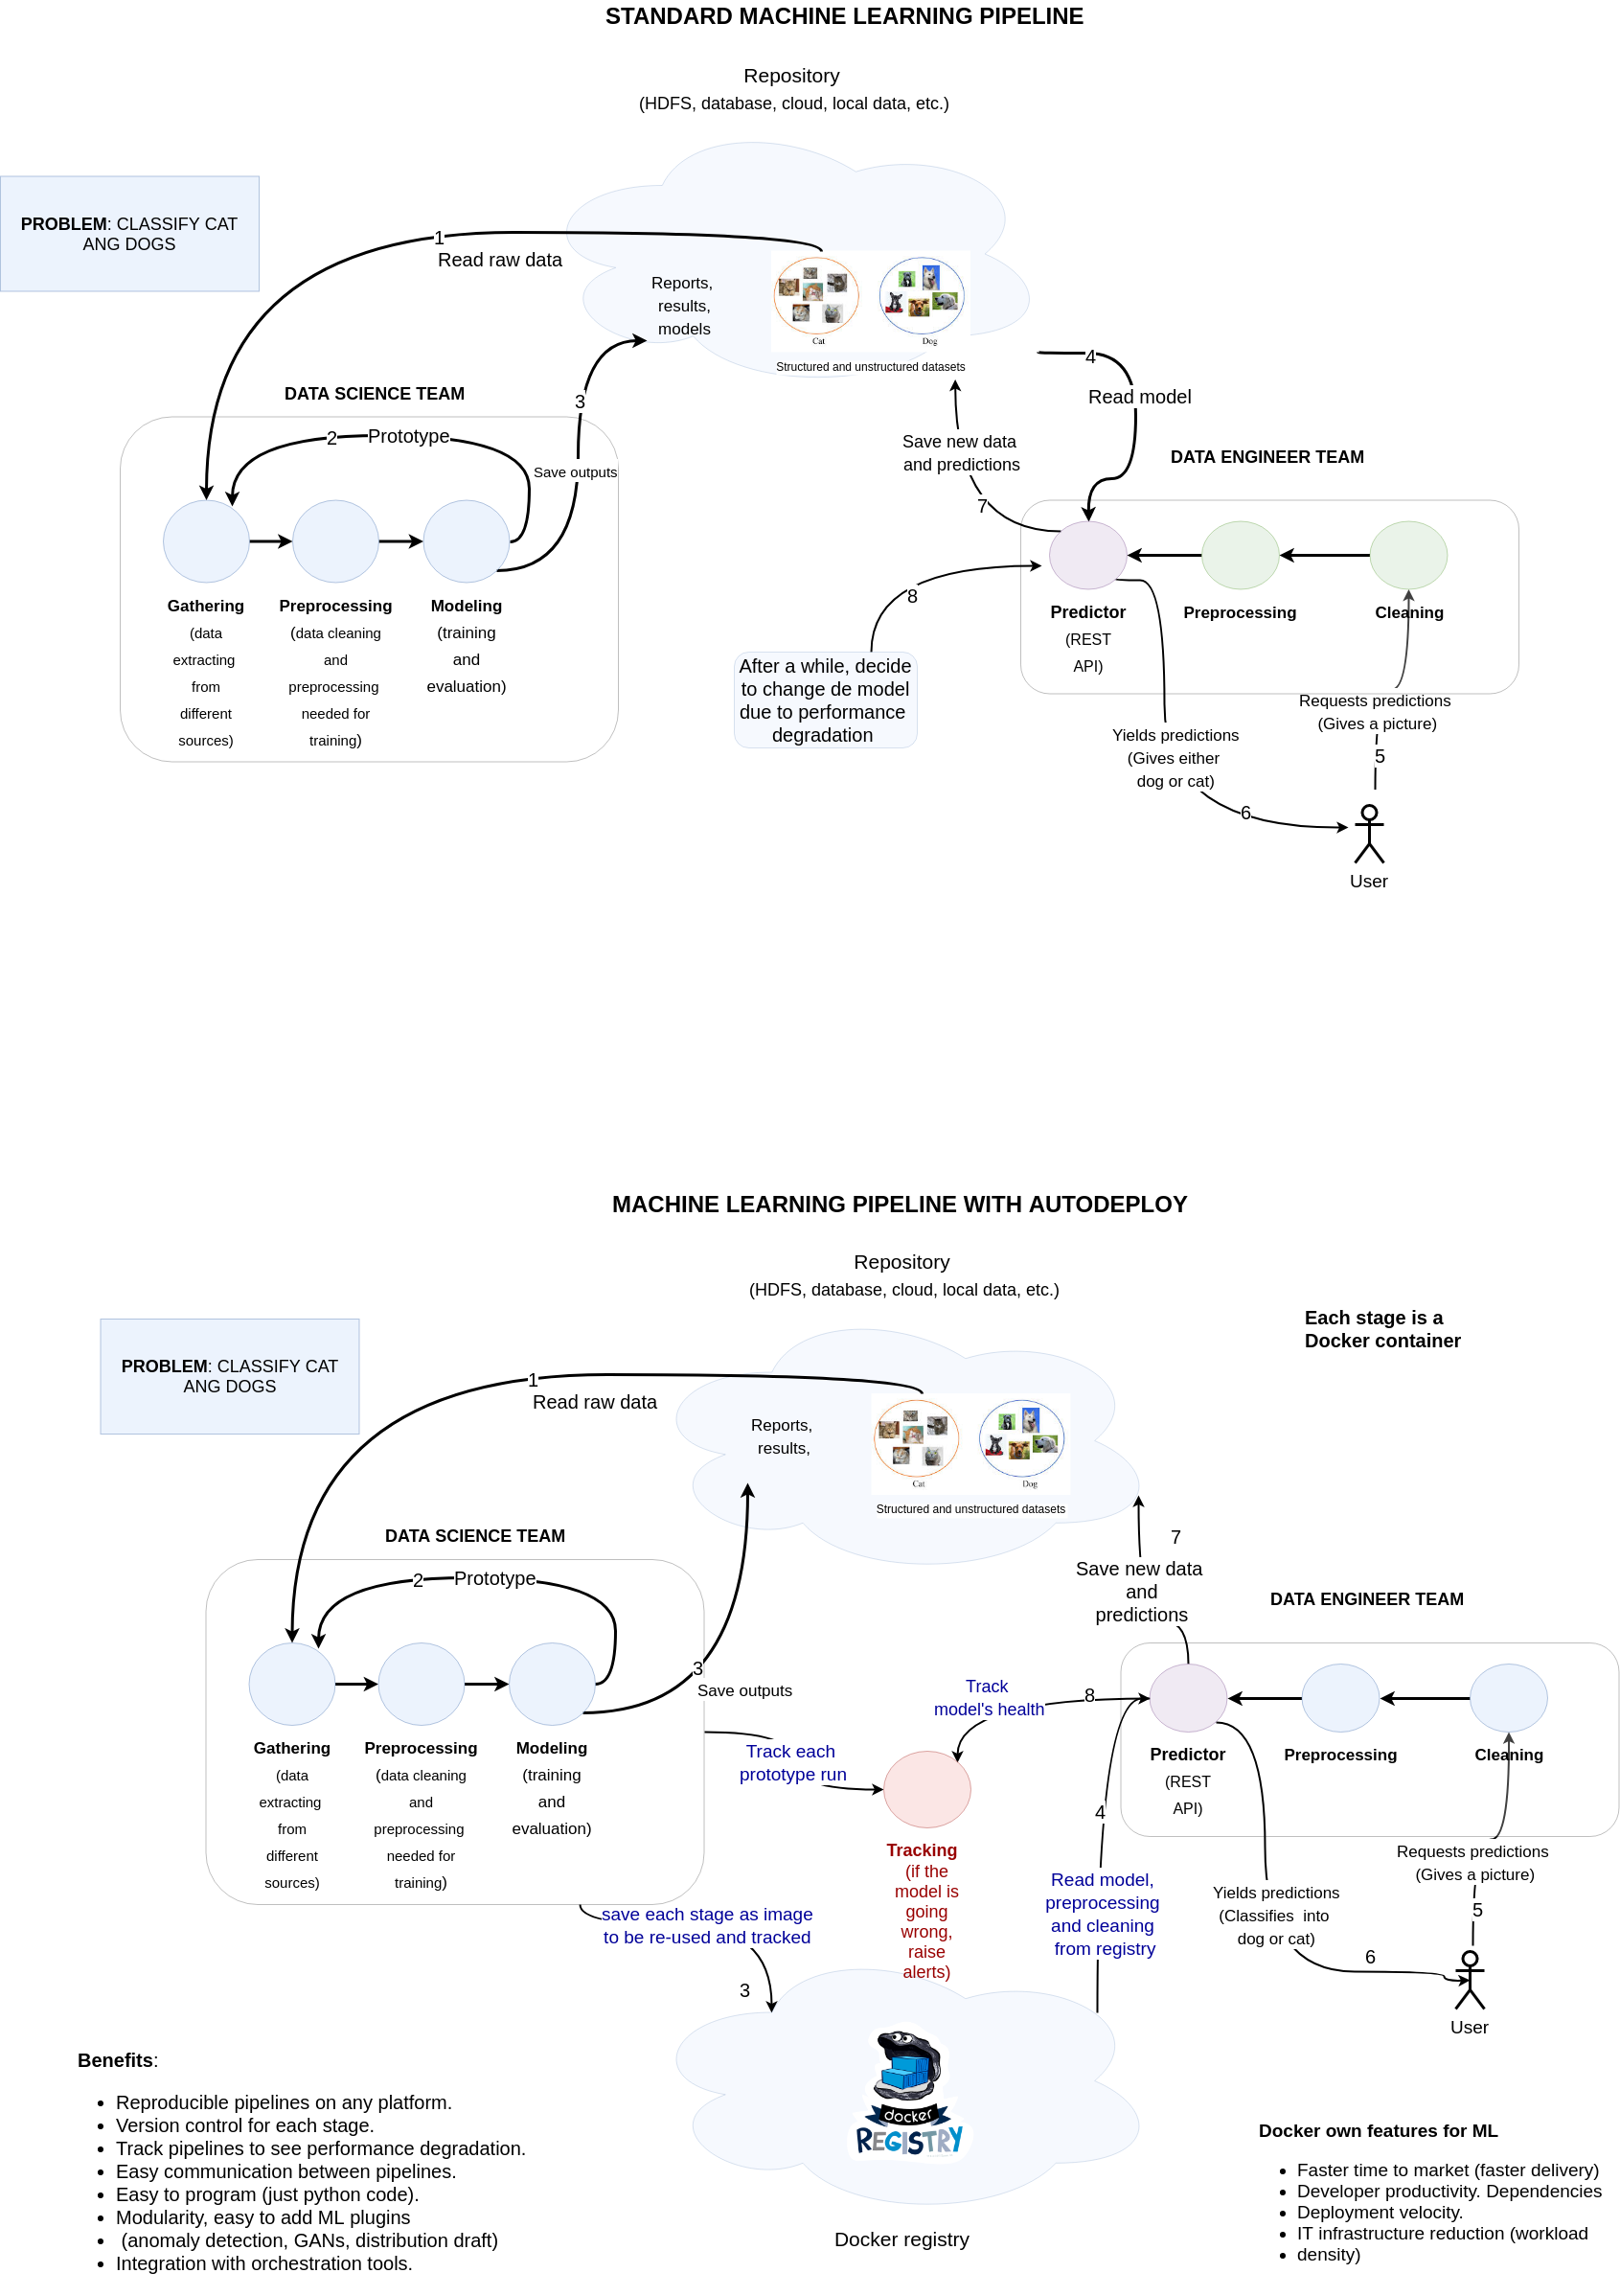 STANDARD MACHINE LEARNING PIPELINE
Repository
(HDFS, database, cloud, local data, etc.)
PROBLEM: CLASSIFY CAT
ANG DOGS
1
Read raw data
Reports,
results,
models
Cat
Dog
Structured and unstructured datasets
4
Read model
3
DATA SCIENCE TEAM
2
Prototype
Save outputs
Save new data
and predictions
7
DATA ENGINEER TEAM
Gathering
(data
extracting
from
different
sources)
Preprocessing
(data cleaning
and
preprocessing
needed for
training)
Modeling
(training
and
evaluation)
8
After a while, decide
to change de model
due to performance
degradation
Predictor
(REST
API)
Preprocessing
Cleaning
Requests predictions
(Gives a picture)
5
Yields predictions
(Gives either
dog or cat)
6
User
MACHINE LEARNING PIPELINE WITH AUTODEPLOY
Repository
(HDFS, database, cloud, local data, etc.)
Each stage is a
Docker container
PROBLEM: CLASSIFY CAT
ANG DOGS
1
Read raw data
Reports,
results,
Cat
Dog
Structured and unstructured datasets
DATA SCIENCE TEAM
2
Prototype
3
Save outputs
7
Save new data
and
predictions
DATA ENGINEER TEAM
Gathering
(data
extracting
from
different
sources)
Preprocessing
(data cleaning
and
preprocessing
needed for
training)
Modeling
(training
and
evaluation)
Track
model's health
8
Track each
prototype run
Tracking
(if the
model is
going
wrong,
raise
alerts)
4
Read model,
preprocessing
and cleaning
from registry
Predictor
(REST
API)
Preprocessing
Cleaning
Requests predictions
(Gives a picture)
5
Yields predictions
(Classifies into
dog or cat)
6
User
save each stage as image
to be re-used and tracked
3
docker
REGISTRY
Docker registry
Benefits:
• Reproducible pipelines on any platform.
• Version control for each stage.
• Track pipelines to see performance degradation.
• Easy communication between pipelines.
• Easy to program (just python code).
• Modularity, easy to add ML plugins
• (anomaly detection, GANs, distribution draft)
• Integration with orchestration tools.
Docker own features for ML
• Faster time to market (faster delivery)
• Developer productivity. Dependencies
• Deployment velocity.
• IT infrastructure reduction (workload
• density)